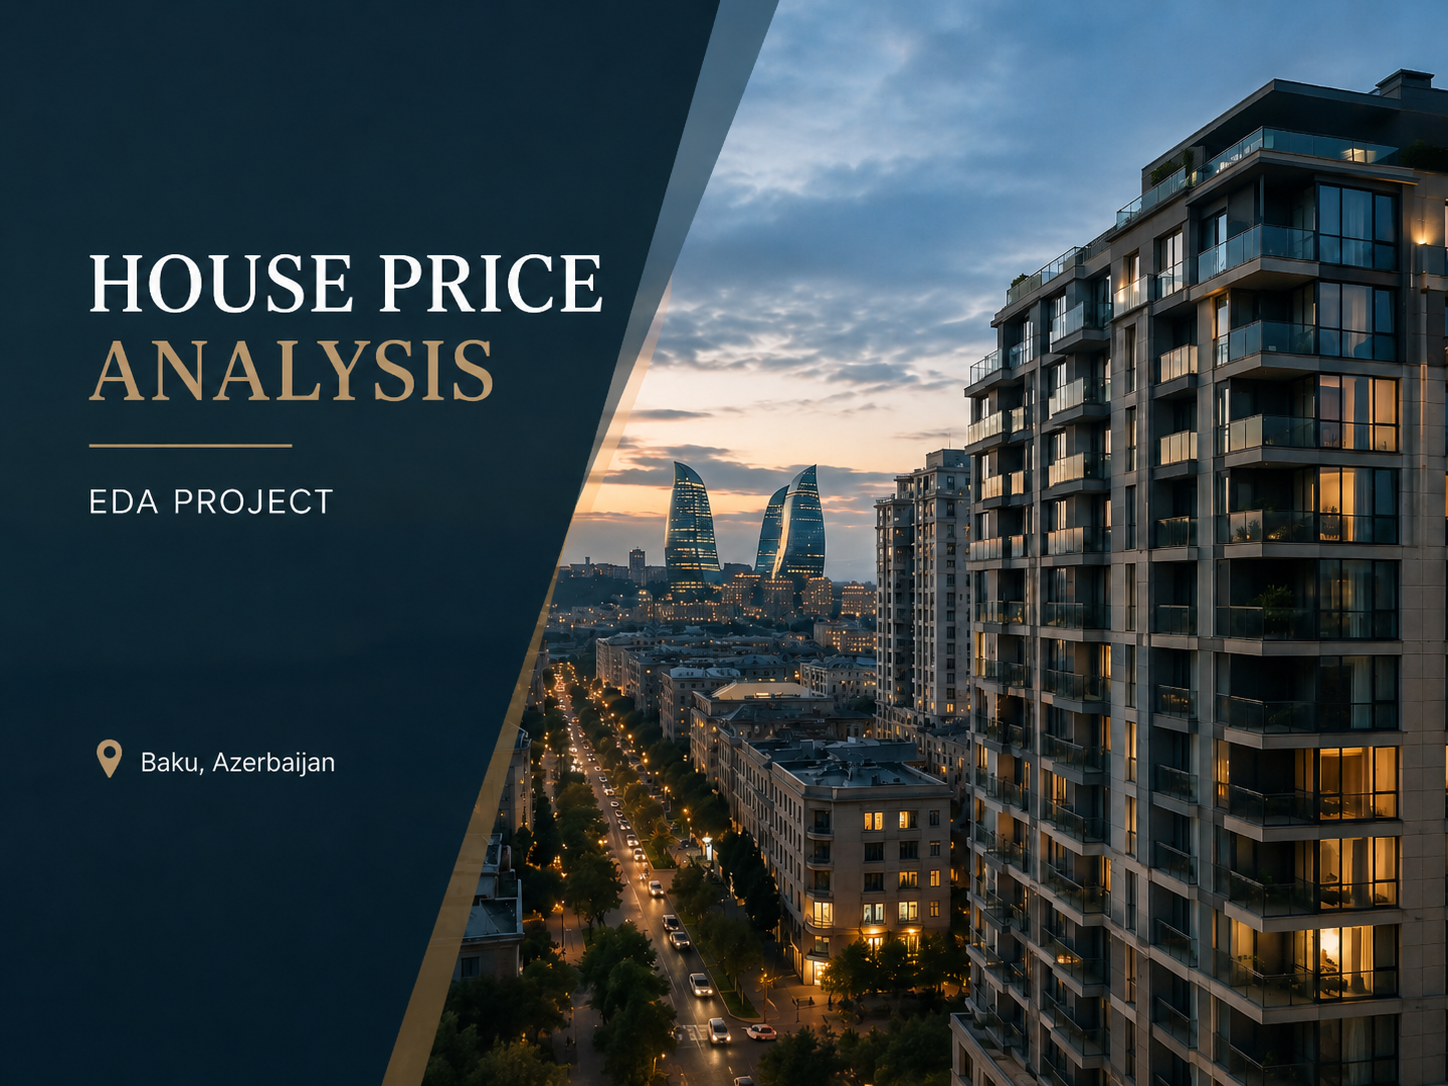 HOUSE PRICE
ANALYSIS
EDA PROJECT
Baku, Azerbaijan